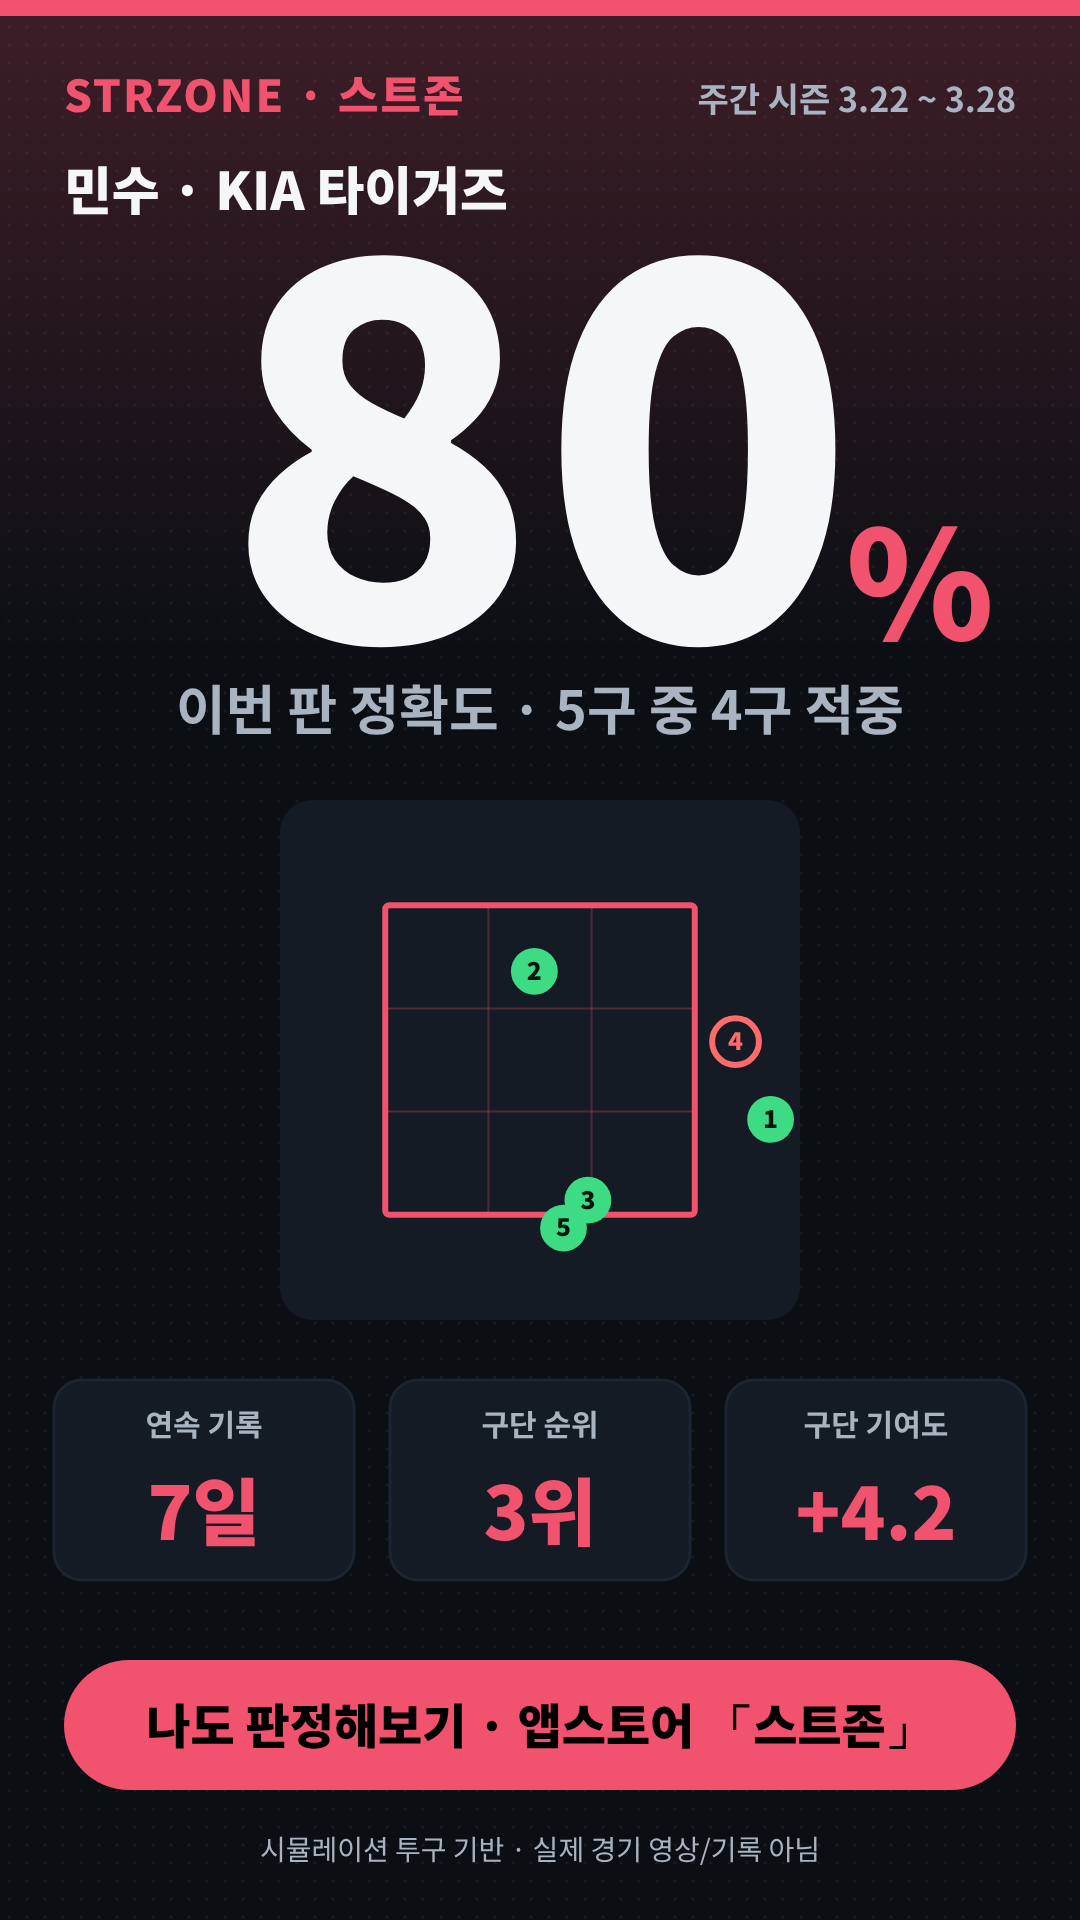 STRZONE · 스트존
주간 시즌 3.22 ~ 3.28
민수 · KIA 타이거즈
80%
이번 판 정확도 · 5구 중 4구 적중
2
4
1
3
5
연속 기록
7일
구단 순위
3위
구단 기여도
+4.2
나도 판정해보기 · 앱스토어 「스트존」
시뮬레이션 투구 기반 · 실제 경기 영상/기록 아님